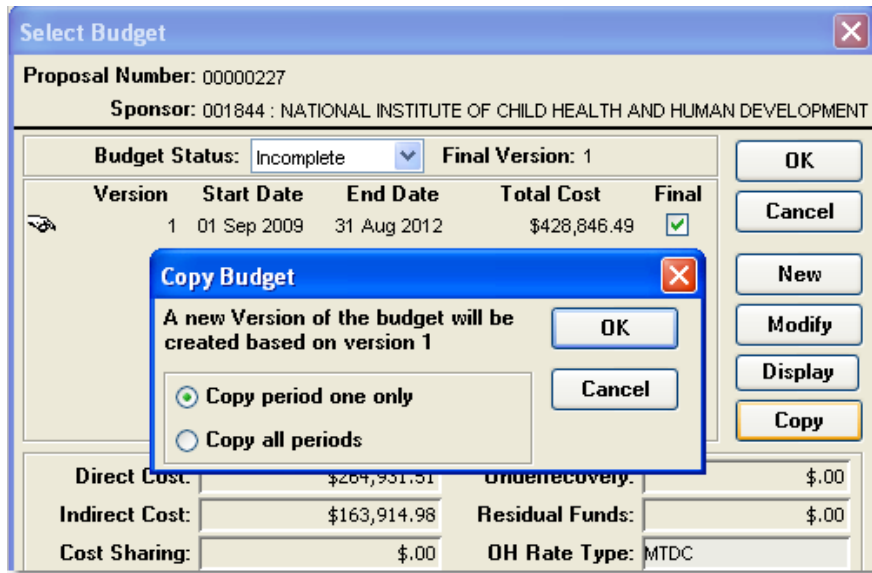 Select Budget
Proposal Number: 00000227
Sponsor: 001844 : NATIONAL INSTITUTE OF CHILD HEALTH AND HUMAN DEVELOPMENT
Budget Status: Incomplete Final Version: 1
OK
Version Start Date End Date Total Cost Final
Cancel
1 01 Sep 2009 31 Aug 2012 $428,846.49
Copy Budget
New
A new Version of the budget will be
created based on version 1
OK
Modify
Copy period one only
Cancel
Display
Copy all periods
Copy
Direct Cost: $264,931.51 Underrecovery: $.00
Indirect Cost: $163,914.98 Residual Funds: $.00
Cost Sharing: $.00 OH Rate Type: MTDC